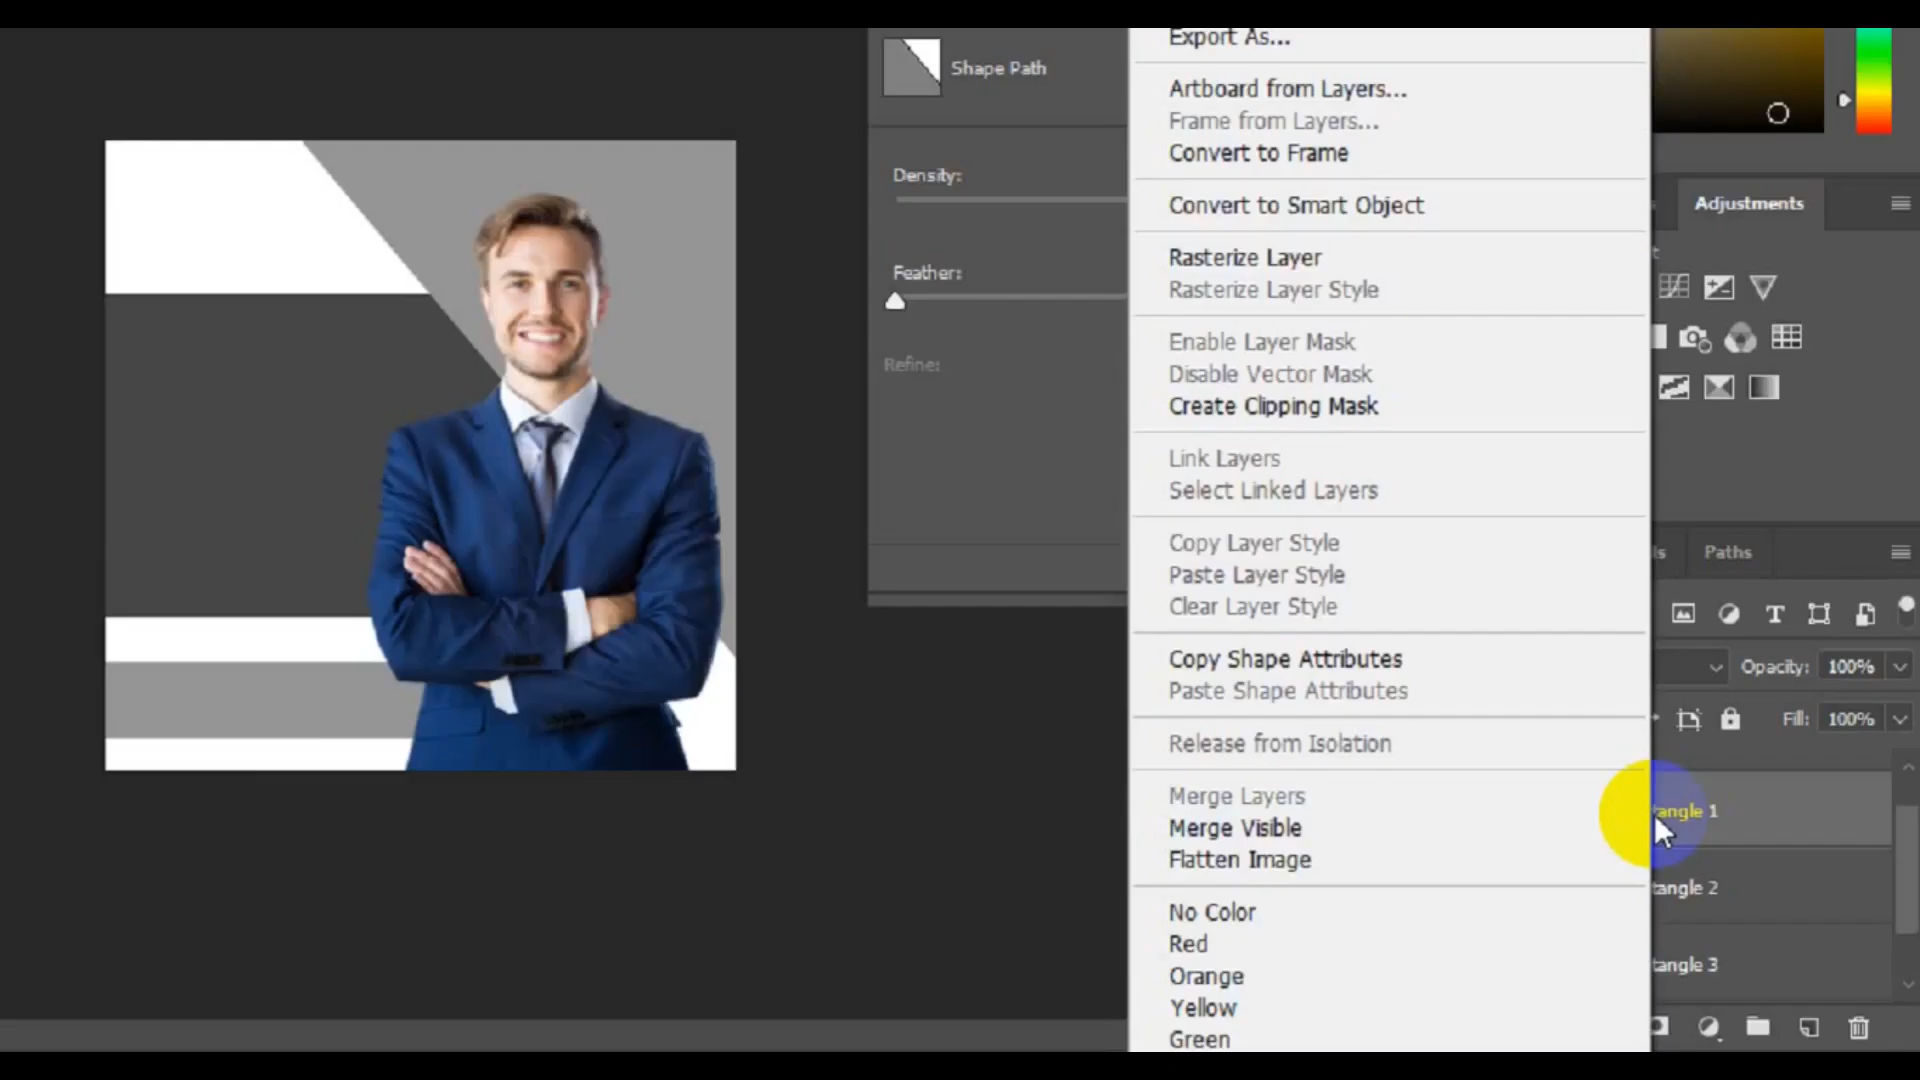 Shape Path
Density:
Feather:
Refine:
Export As...
Artboard from Layers...
Frame from Layers...
Convert to Frame
Convert to Smart Object
Rasterize Layer
Rasterize Layer Style
Enable Layer Mask
Disable Vector Mask
Create Clipping Mask
Link Layers
Select Linked Layers
Copy Layer Style
Paste Layer Style
Clear Layer Style
Copy Shape Attributes
Paste Shape Attributes
Release from Isolation
Merge Layers
Merge Visible
Flatten Image
No Color
Red
Orange
Yellow
Green
Adjustments
Paths
Opacity: 100%
Fill: 100%
tangle 1
tangle 2
tangle 3